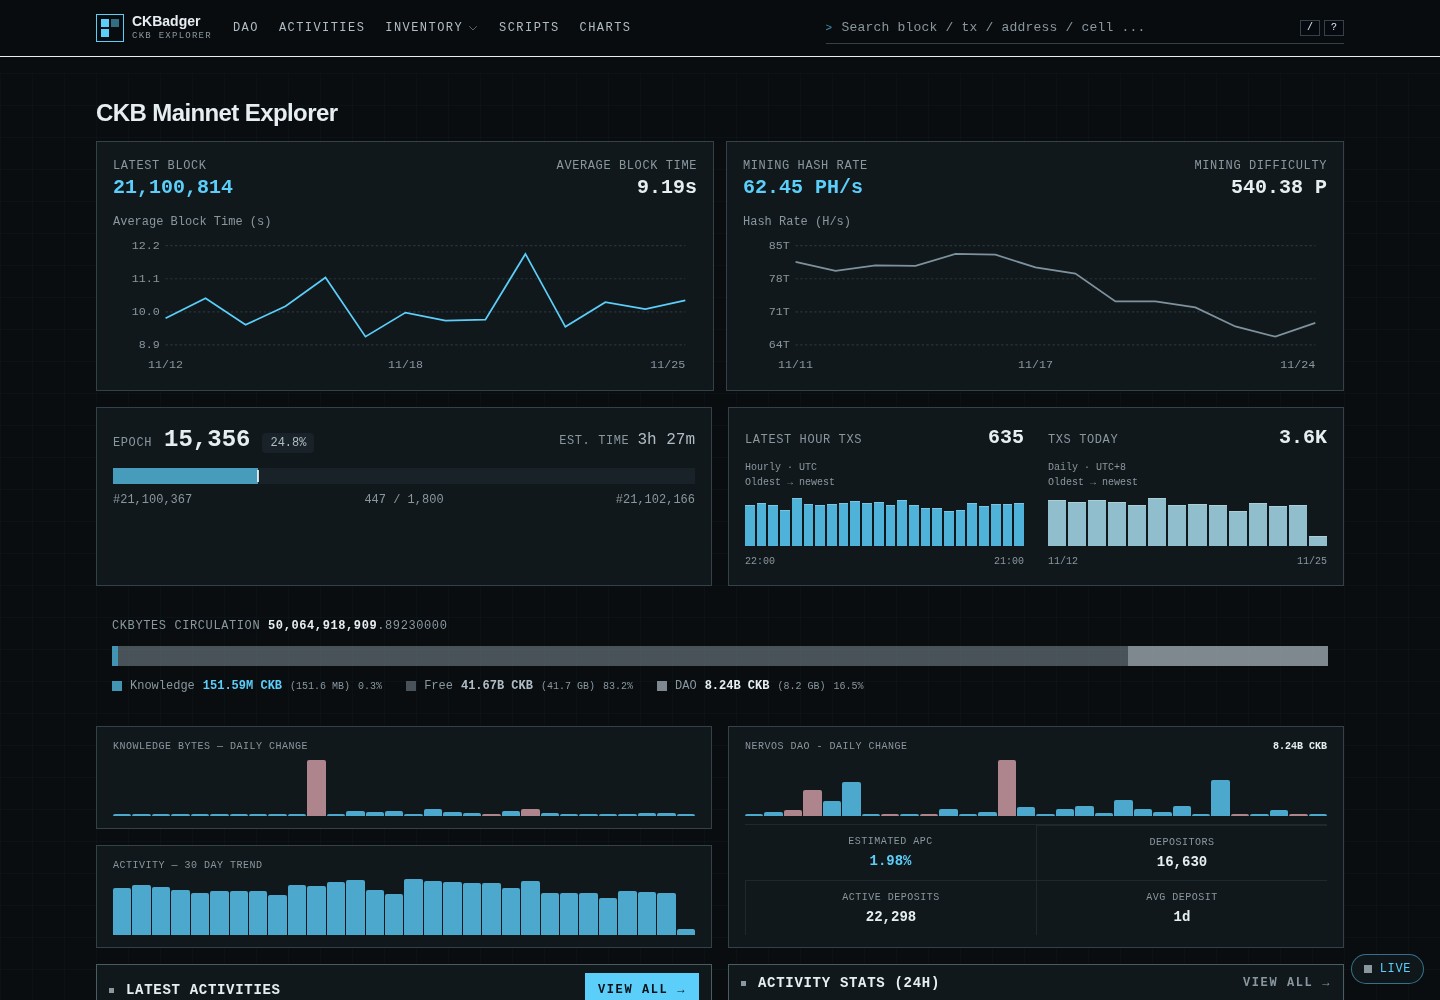 CKBadger
CKB EXPLORER
DAO
ACTIVITIES
INVENTORY
SCRIPTS
CHARTS
> Search block / tx / address / cell ...
/
?
CKB Mainnet Explorer
LATEST BLOCK
21,100,814
AVERAGE BLOCK TIME
9.19s
Average Block Time (s)
12.2
11.1
10.0
8.9
11/12
11/18
11/25
MINING HASH RATE
62.45 PH/s
MINING DIFFICULTY
540.38 P
Hash Rate (H/s)
85T
78T
71T
64T
11/11
11/17
11/24
EPOCH 15,356 24.8%
EST. TIME 3h 27m
#21,100,367
447 / 1,800
#21,102,166
LATEST HOUR TXS
635
Hourly · UTC
Oldest → newest
22:00
21:00
TXS TODAY
3.6K
Daily · UTC+8
Oldest → newest
11/12
11/25
CKBYTES CIRCULATION 50,064,918,909.89230000
Knowledge 151.59M CKB (151.6 MB) 0.3%
Free 41.67B CKB (41.7 GB) 83.2%
DAO 8.24B CKB (8.2 GB) 16.5%
KNOWLEDGE BYTES — DAILY CHANGE
ACTIVITY — 30 DAY TREND
NERVOS DAO - DAILY CHANGE
8.24B CKB
ESTIMATED APC
1.98%
DEPOSITORS
16,630
ACTIVE DEPOSITS
22,298
AVG DEPOSIT
1d
LATEST ACTIVITIES
VIEW ALL →
ACTIVITY STATS (24H)
VIEW ALL →
LIVE